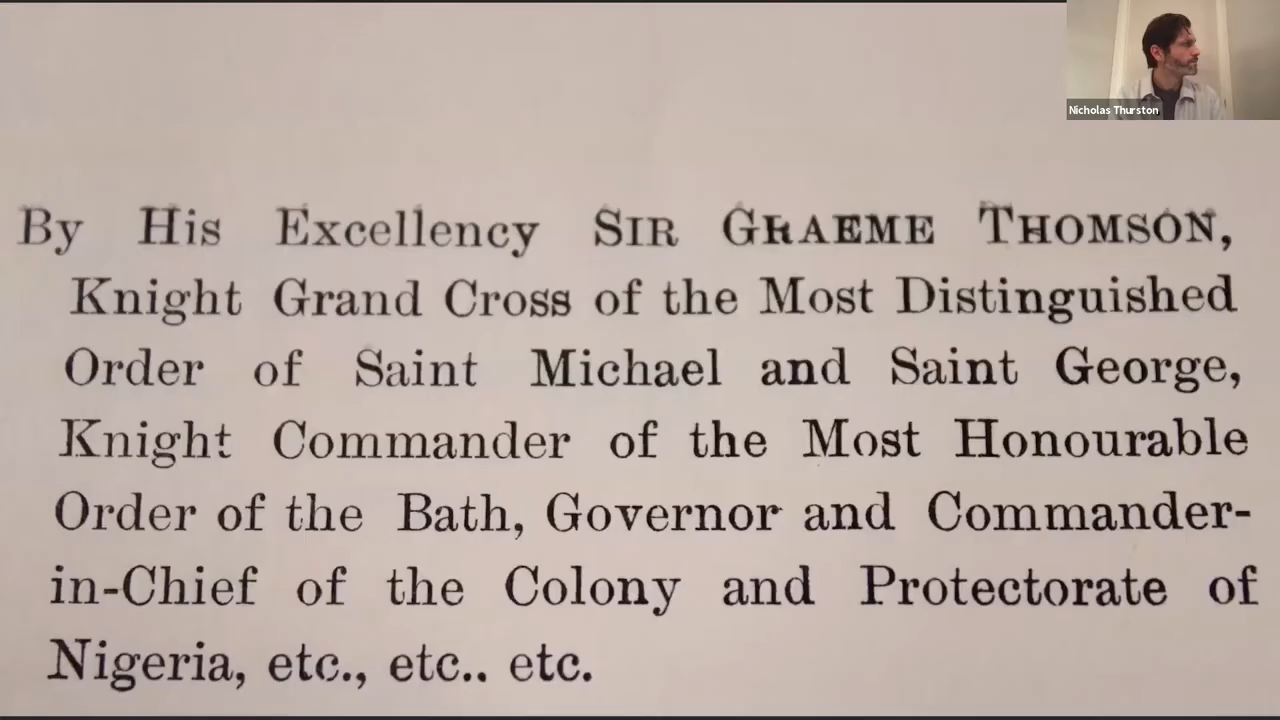 Nicholas Thurston
By His Excellency SIR GRAEME THOMSON,
Knight Grand Cross of the Most Distinguished
Order of Saint Michael and Saint George,
Knight Commander of the Most Honourable
Order of the Bath, Governor and Commander-
in-Chief of the Colony and Protectorate of
Nigeria, etc., etc.. etc.